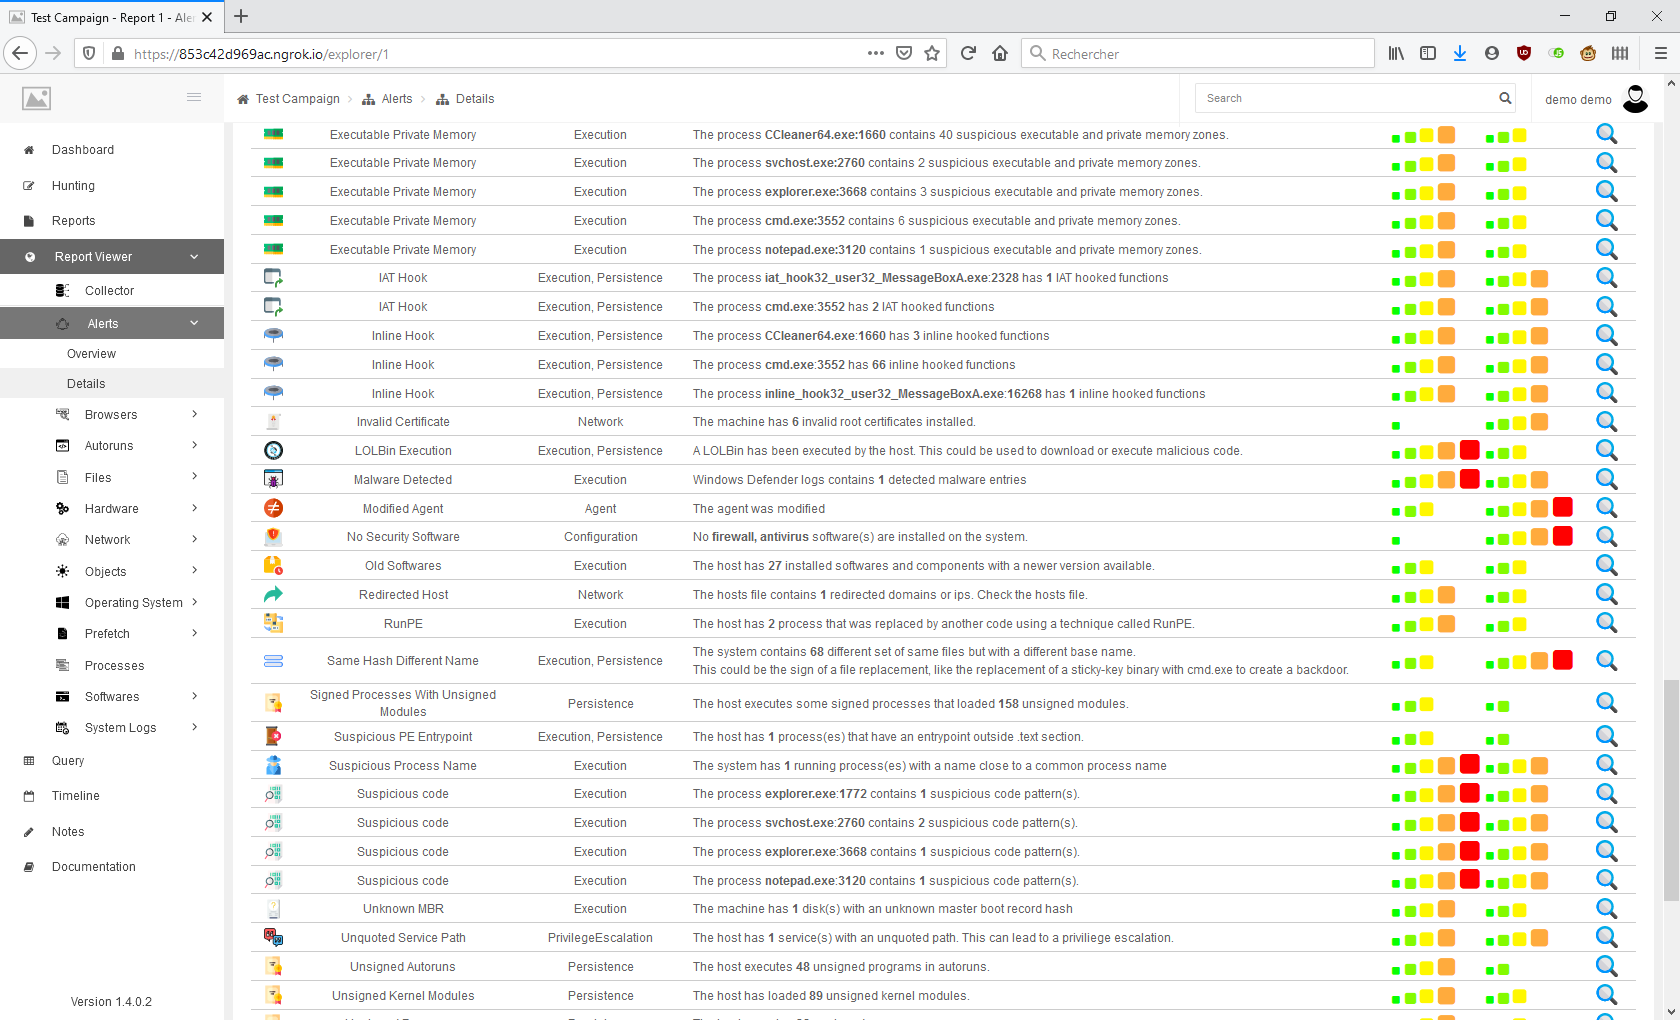 Test Campaign - Report 1 - Aler
https://853c42d969ac.ngrok.io/explorer/1
Rechercher
Test Campaign
Alerts
Details
Search
demo demo
Dashboard
Hunting
Reports
Report Viewer
Collector
Alerts
Overview
Details
Browsers
Autoruns
Files
Hardware
Network
Objects
Operating System
Prefetch
Processes
Softwares
System Logs
Query
Timeline
Notes
Documentation
Version 1.4.0.2
Executable Private Memory Execution The process CCleaner64.exe:1660 contains 40 suspicious executable and private memory zones.
Executable Private Memory Execution The process svchost.exe:2760 contains 2 suspicious executable and private memory zones.
Executable Private Memory Execution The process explorer.exe:3668 contains 3 suspicious executable and private memory zones.
Executable Private Memory Execution The process cmd.exe:3552 contains 6 suspicious executable and private memory zones.
Executable Private Memory Execution The process notepad.exe:3120 contains 1 suspicious executable and private memory zones.
IAT Hook Execution, Persistence The process iat_hook32_user32_MessageBoxA.exe:2328 has 1 IAT hooked functions
IAT Hook Execution, Persistence The process cmd.exe:3552 has 2 IAT hooked functions
Inline Hook Execution, Persistence The process CCleaner64.exe:1660 has 3 inline hooked functions
Inline Hook Execution, Persistence The process cmd.exe:3552 has 66 inline hooked functions
Inline Hook Execution, Persistence The process inline_hook32_user32_MessageBoxA.exe:16268 has 1 inline hooked functions
Invalid Certificate Network The machine has 6 invalid root certificates installed.
LOLBin Execution Execution, Persistence A LOLBin has been executed by the host. This could be used to download or execute malicious code.
Malware Detected Execution Windows Defender logs contains 1 detected malware entries
Modified Agent Agent The agent was modified
No Security Software Configuration No firewall, antivirus software(s) are installed on the system.
Old Softwares Execution The host has 27 installed softwares and components with a newer version available.
Redirected Host Network The hosts file contains 1 redirected domains or ips. Check the hosts file.
RunPE Execution The host has 2 process that was replaced by another code using a technique called RunPE.
Same Hash Different Name Execution, Persistence The system contains 68 different set of same files but with a different base name.
This could be the sign of a file replacement, like the replacement of a sticky-key binary with cmd.exe to create a backdoor.
Signed Processes With Unsigned
Modules Persistence The host executes some signed processes that loaded 158 unsigned modules.
Suspicious PE Entrypoint Execution, Persistence The host has 1 process(es) that have an entrypoint outside .text section.
Suspicious Process Name Execution The system has 1 running process(es) with a name close to a common process name
Suspicious code Execution The process explorer.exe:1772 contains 1 suspicious code pattern(s).
Suspicious code Execution The process svchost.exe:2760 contains 2 suspicious code pattern(s).
Suspicious code Execution The process explorer.exe:3668 contains 1 suspicious code pattern(s).
Suspicious code Execution The process notepad.exe:3120 contains 1 suspicious code pattern(s).
Unknown MBR Execution The machine has 1 disk(s) with an unknown master boot record hash
Unquoted Service Path PrivilegeEscalation The host has 1 service(s) with an unquoted path. This can lead to a priviliege escalation.
Unsigned Autoruns Persistence The host executes 48 unsigned programs in autoruns.
Unsigned Kernel Modules Persistence The host has loaded 89 unsigned kernel modules.